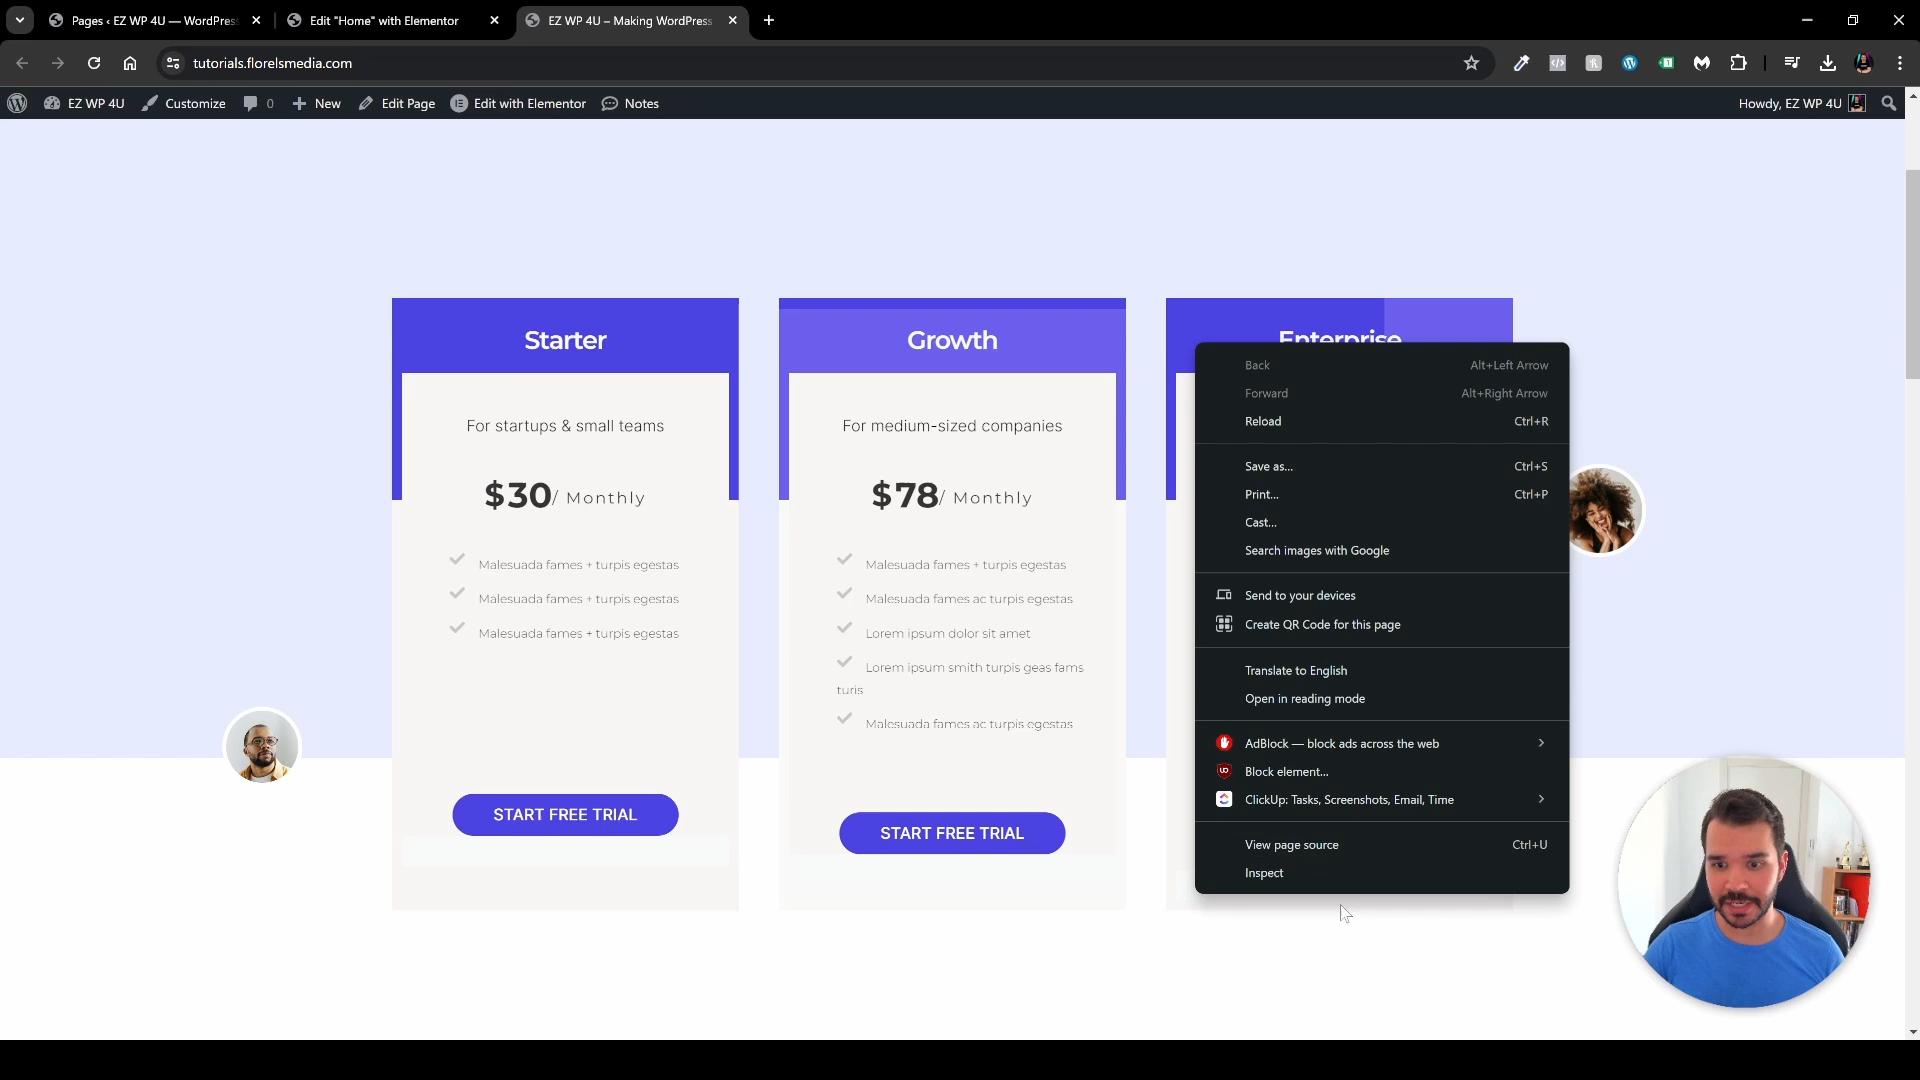 Pages ‹ EZ WP 4U — WordPress
Edit "Home" with Elementor
EZ WP 4U – Making WordPress
tutorials.florelsmedia.com
EZ WP 4U
Customize
0
New
Edit Page
Edit with Elementor
Notes
Howdy, EZ WP 4U
Starter
For startups & small teams
$30/ Monthly
Malesuada fames + turpis egestas
Malesuada fames + turpis egestas
Malesuada fames + turpis egestas
START FREE TRIAL
Growth
For medium-sized companies
$78/ Monthly
Malesuada fames + turpis egestas
Malesuada fames ac turpis egestas
Lorem ipsum dolor sit amet
Lorem ipsum smith turpis geas fams
turis
Malesuada fames ac turpis egestas
START FREE TRIAL
Enterprise
Back Alt+Left Arrow
Forward Alt+Right Arrow
Reload Ctrl+R
Save as... Ctrl+S
Print... Ctrl+P
Cast...
Search images with Google
Send to your devices
Create QR Code for this page
Translate to English
Open in reading mode
AdBlock — block ads across the web
Block element...
ClickUp: Tasks, Screenshots, Email, Time
View page source Ctrl+U
Inspect